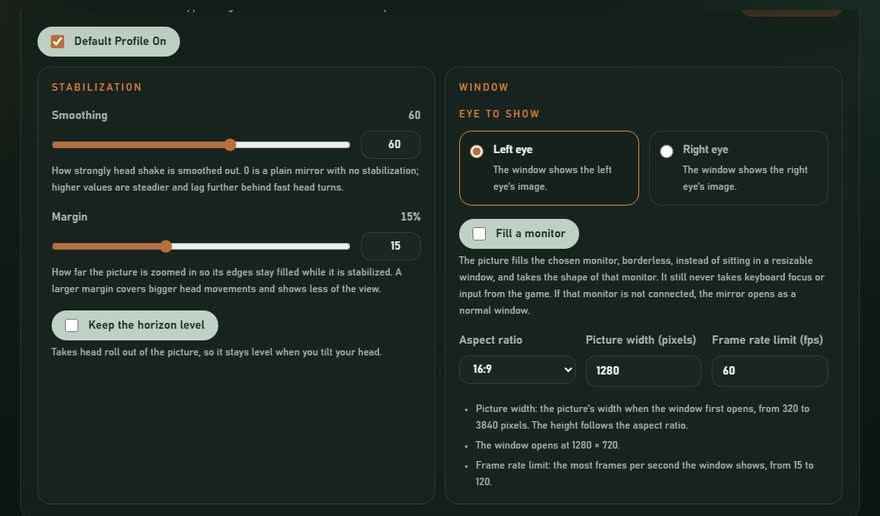 Default Profile On
STABILIZATION
Smoothing
60
60
How strongly head shake is smoothed out. 0 is a plain mirror with no stabilization;
higher values are steadier and lag further behind fast head turns.
Margin
15%
15
How far the picture is zoomed in so its edges stay filled while it is stabilized. A
larger margin covers bigger head movements and shows less of the view.
Keep the horizon level
Takes head roll out of the picture, so it stays level when you tilt your head.
WINDOW
EYE TO SHOW
Left eye
The window shows the left
eye's image.
Right eye
The window shows the right
eye's image.
Fill a monitor
The picture fills the chosen monitor, borderless, instead of sitting in a resizable
window, and takes the shape of that monitor. It still never takes keyboard focus or
input from the game. If that monitor is not connected, the mirror opens as a
normal window.
Aspect ratio
Picture width (pixels)
Frame rate limit (fps)
16:9
1280
60
Picture width: the picture's width when the window first opens, from 320 to
3840 pixels. The height follows the aspect ratio.
The window opens at 1280 × 720.
Frame rate limit: the most frames per second the window shows, from 15 to
120.